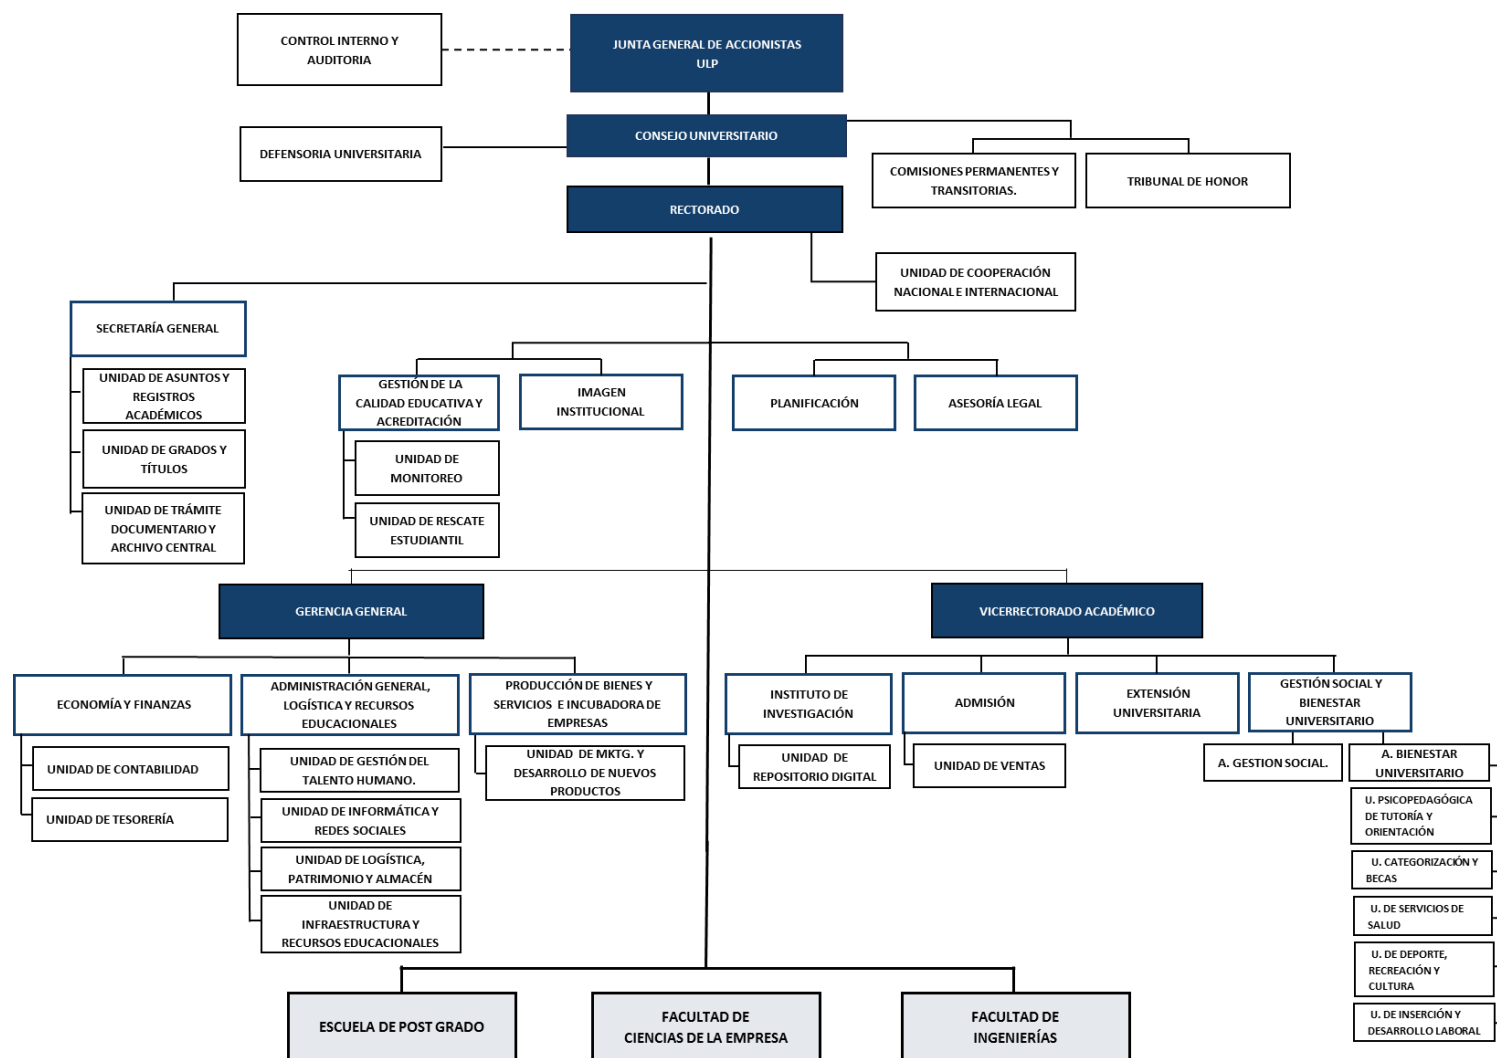 CONTROL INTERNO Y
AUDITORIA
JUNTA GENERAL DE ACCIONISTAS
ULP
DEFENSORIA UNIVERSITARIA
CONSEJO UNIVERSITARIO
COMISIONES PERMANENTES Y
TRANSITORIAS.
TRIBUNAL DE HONOR
RECTORADO
UNIDAD DE COOPERACIÓN
NACIONAL E INTERNACIONAL
SECRETARÍA GENERAL
UNIDAD DE ASUNTOS Y
REGISTROS
ACADÉMICOS
UNIDAD DE GRADOS Y
TÍTULOS
UNIDAD DE TRÁMITE
DOCUMENTARIO Y
ARCHIVO CENTRAL
GESTIÓN DE LA
CALIDAD EDUCATIVA Y
ACREDITACIÓN
UNIDAD DE
MONITOREO
UNIDAD DE RESCATE
ESTUDIANTIL
IMAGEN
INSTITUCIONAL
PLANIFICACIÓN
ASESORÍA LEGAL
GERENCIA GENERAL
VICERRECTORADO ACADÉMICO
ECONOMÍA Y FINANZAS
UNIDAD DE CONTABILIDAD
UNIDAD DE TESORERÍA
ADMINISTRACIÓN GENERAL,
LOGÍSTICA Y RECURSOS
EDUCACIONALES
UNIDAD DE GESTIÓN DEL
TALENTO HUMANO.
UNIDAD DE INFORMÁTICA Y
REDES SOCIALES
UNIDAD DE LOGÍSTICA,
PATRIMONIO Y ALMACÉN
UNIDAD DE
INFRAESTRUCTURA Y
RECURSOS EDUCACIONALES
PRODUCCIÓN DE BIENES Y
SERVICIOS E INCUBADORA DE
EMPRESAS
UNIDAD DE MKTG. Y
DESARROLLO DE NUEVOS
PRODUCTOS
INSTITUTO DE
INVESTIGACIÓN
UNIDAD DE
REPOSITORIO DIGITAL
ADMISIÓN
UNIDAD DE VENTAS
EXTENSIÓN
UNIVERSITARIA
GESTIÓN SOCIAL Y
BIENESTAR
UNIVERSITARIO
A. GESTION SOCIAL.
A. BIENESTAR
UNIVERSITARIO
U. PSICOPEDAGÓGICA
DE TUTORÍA Y
ORIENTACIÓN
U. CATEGORIZACIÓN Y
BECAS
U. DE SERVICIOS DE
SALUD
U. DE DEPORTE,
RECREACIÓN Y
CULTURA
U. DE INSERCIÓN Y
DESARROLLO LABORAL
ESCUELA DE POST GRADO
FACULTAD DE
CIENCIAS DE LA EMPRESA
FACULTAD DE
INGENIERÍAS